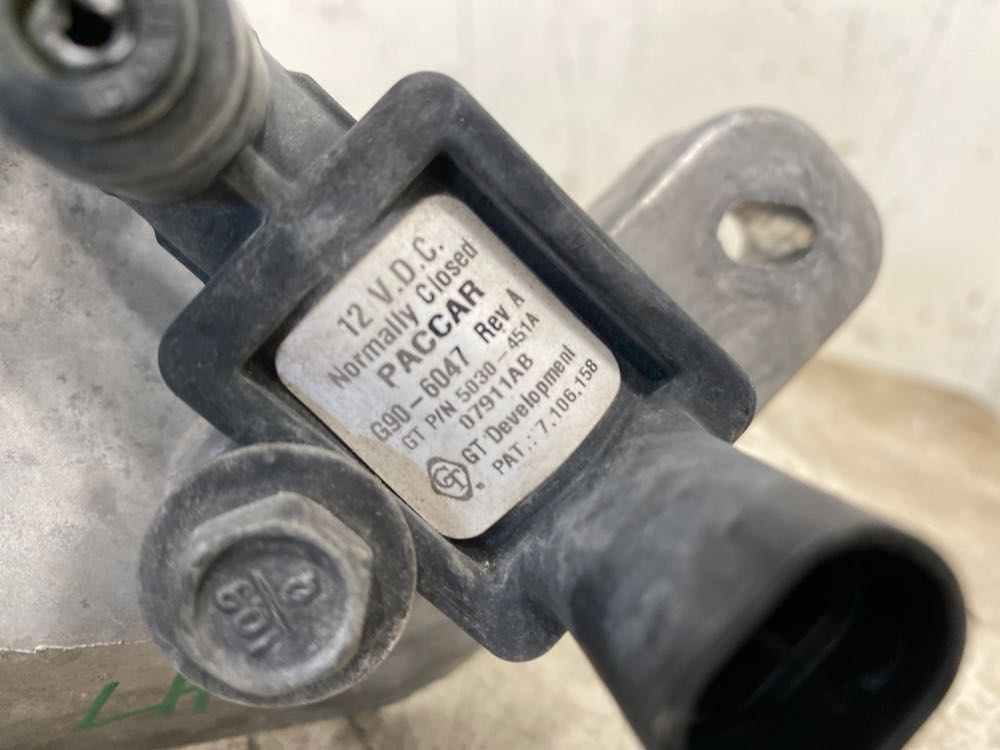 12 V.D.C.
Normally Closed
PACCAR
G90-6047 Rev A
GT P/N 5030-451A
07911AB
GT Development
PAT.: 7,106,158
GT
10.9
LH